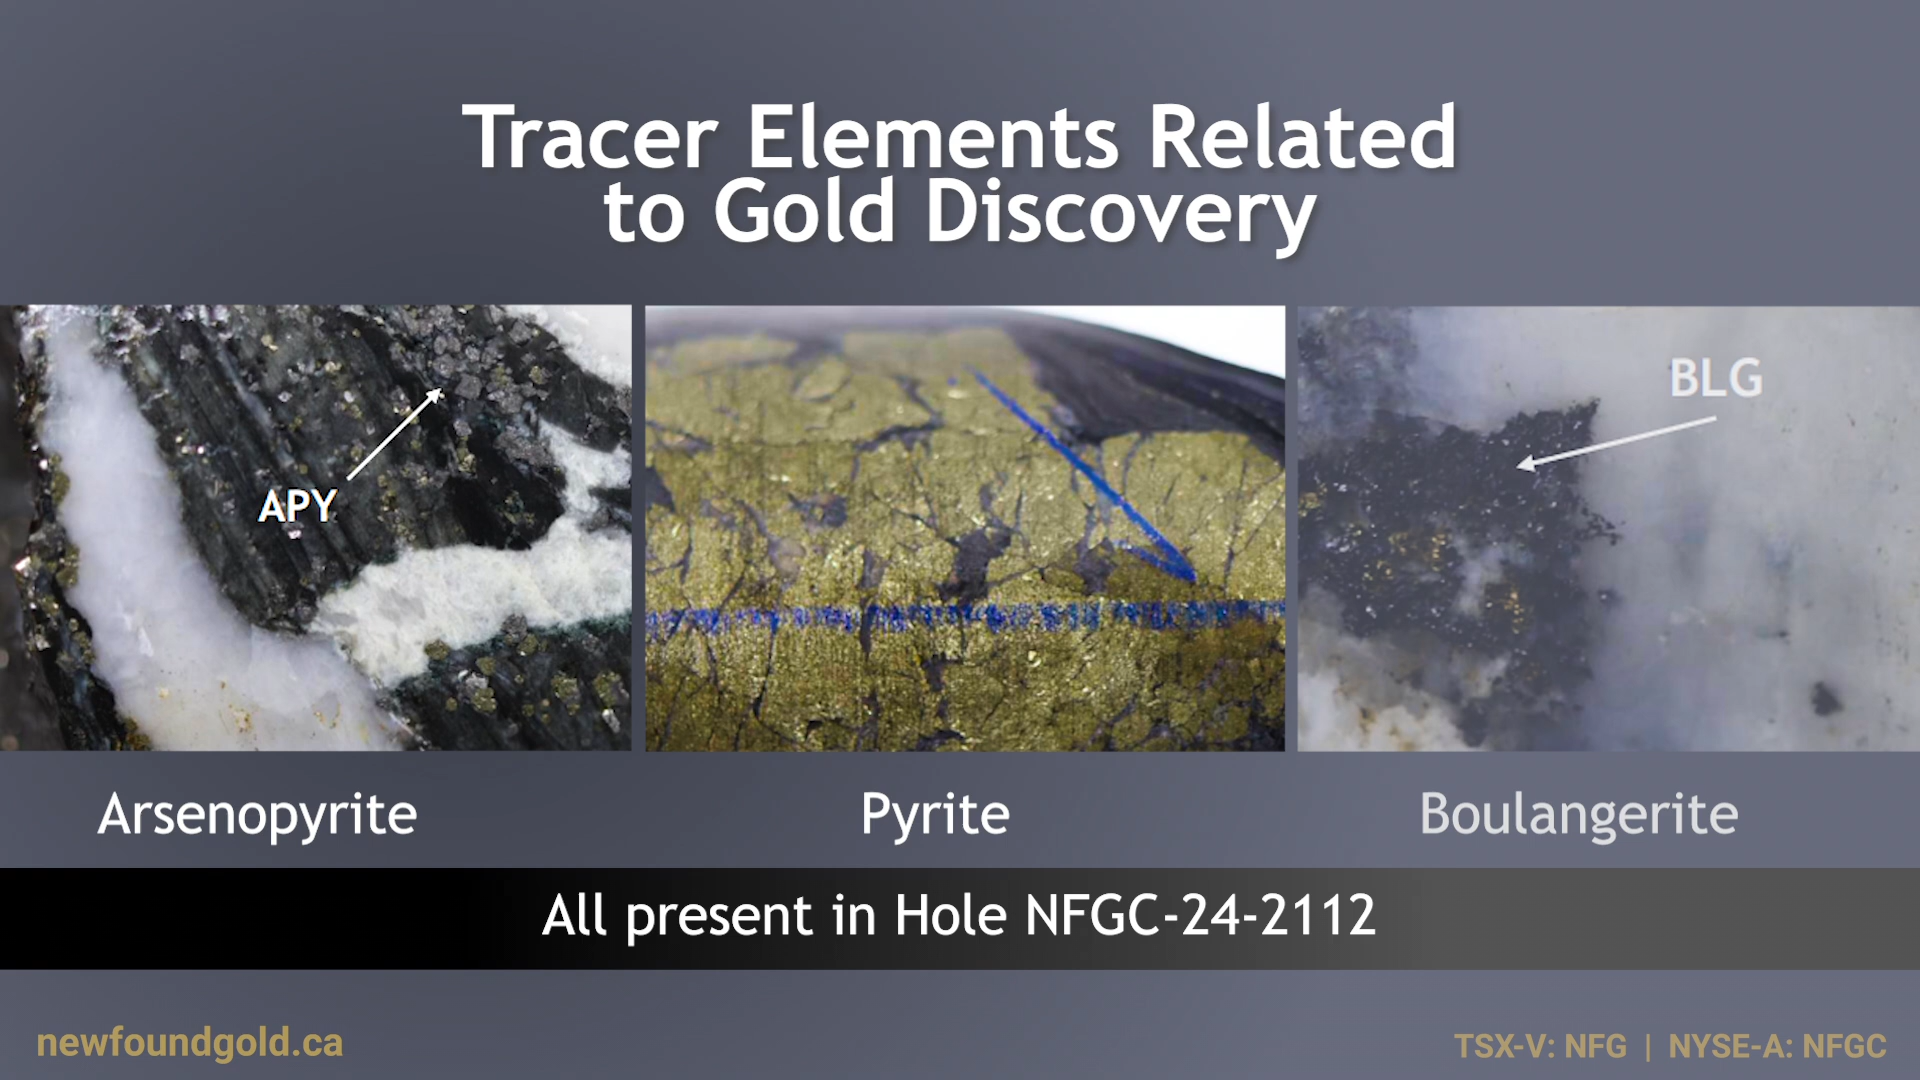 Tracer Elements Related
to Gold Discovery
APY
BLG
Arsenopyrite
Pyrite
Boulangerite
All present in Hole NFGC-24-2112
newfoundgold.ca
TSX-V: NFG | NYSE-A: NFGC